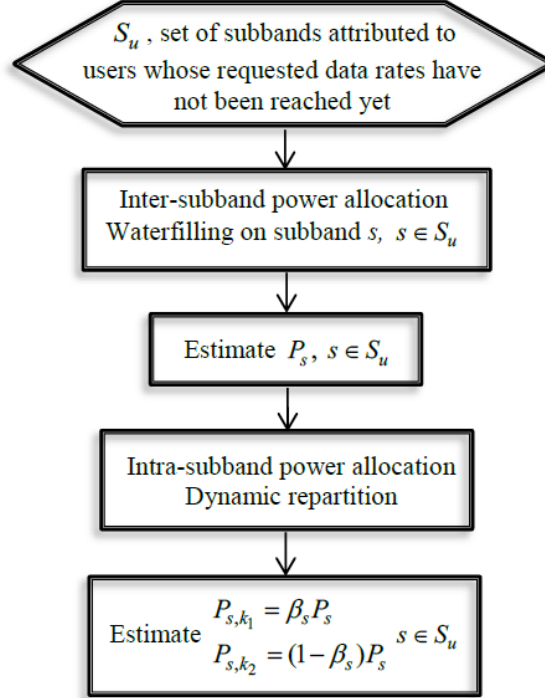 S_u , set of subbands attributed to
users whose requested data rates have
not been reached yet
Inter-subband power allocation
Waterfilling on subband s, s ∈ S_u
Estimate P_s, s ∈ S_u
Intra-subband power allocation
Dynamic repartition
P_{s,k_1} = β_s P_s
Estimate s ∈ S_u
P_{s,k_2} = (1−β_s)P_s